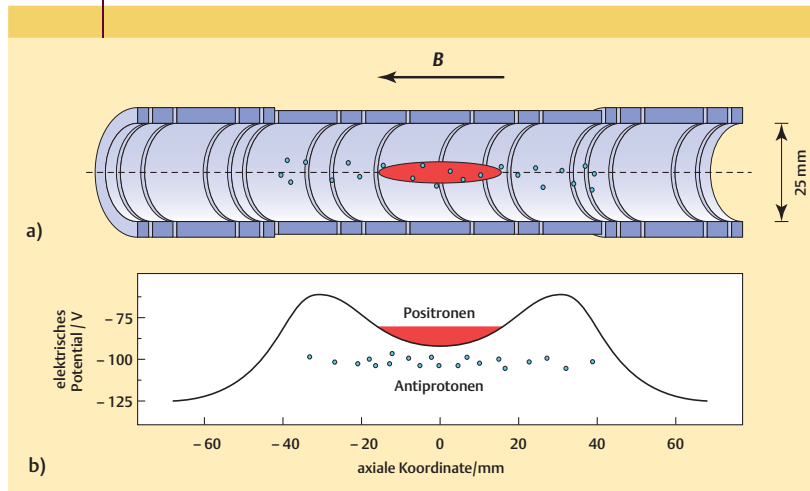 B
25 mm
a)
elektrisches
Potential / V
– 75
– 100
– 125
Positronen
Antiprotonen
– 60
– 40
– 20
0
20
40
60
axiale Koordinate/mm
b)